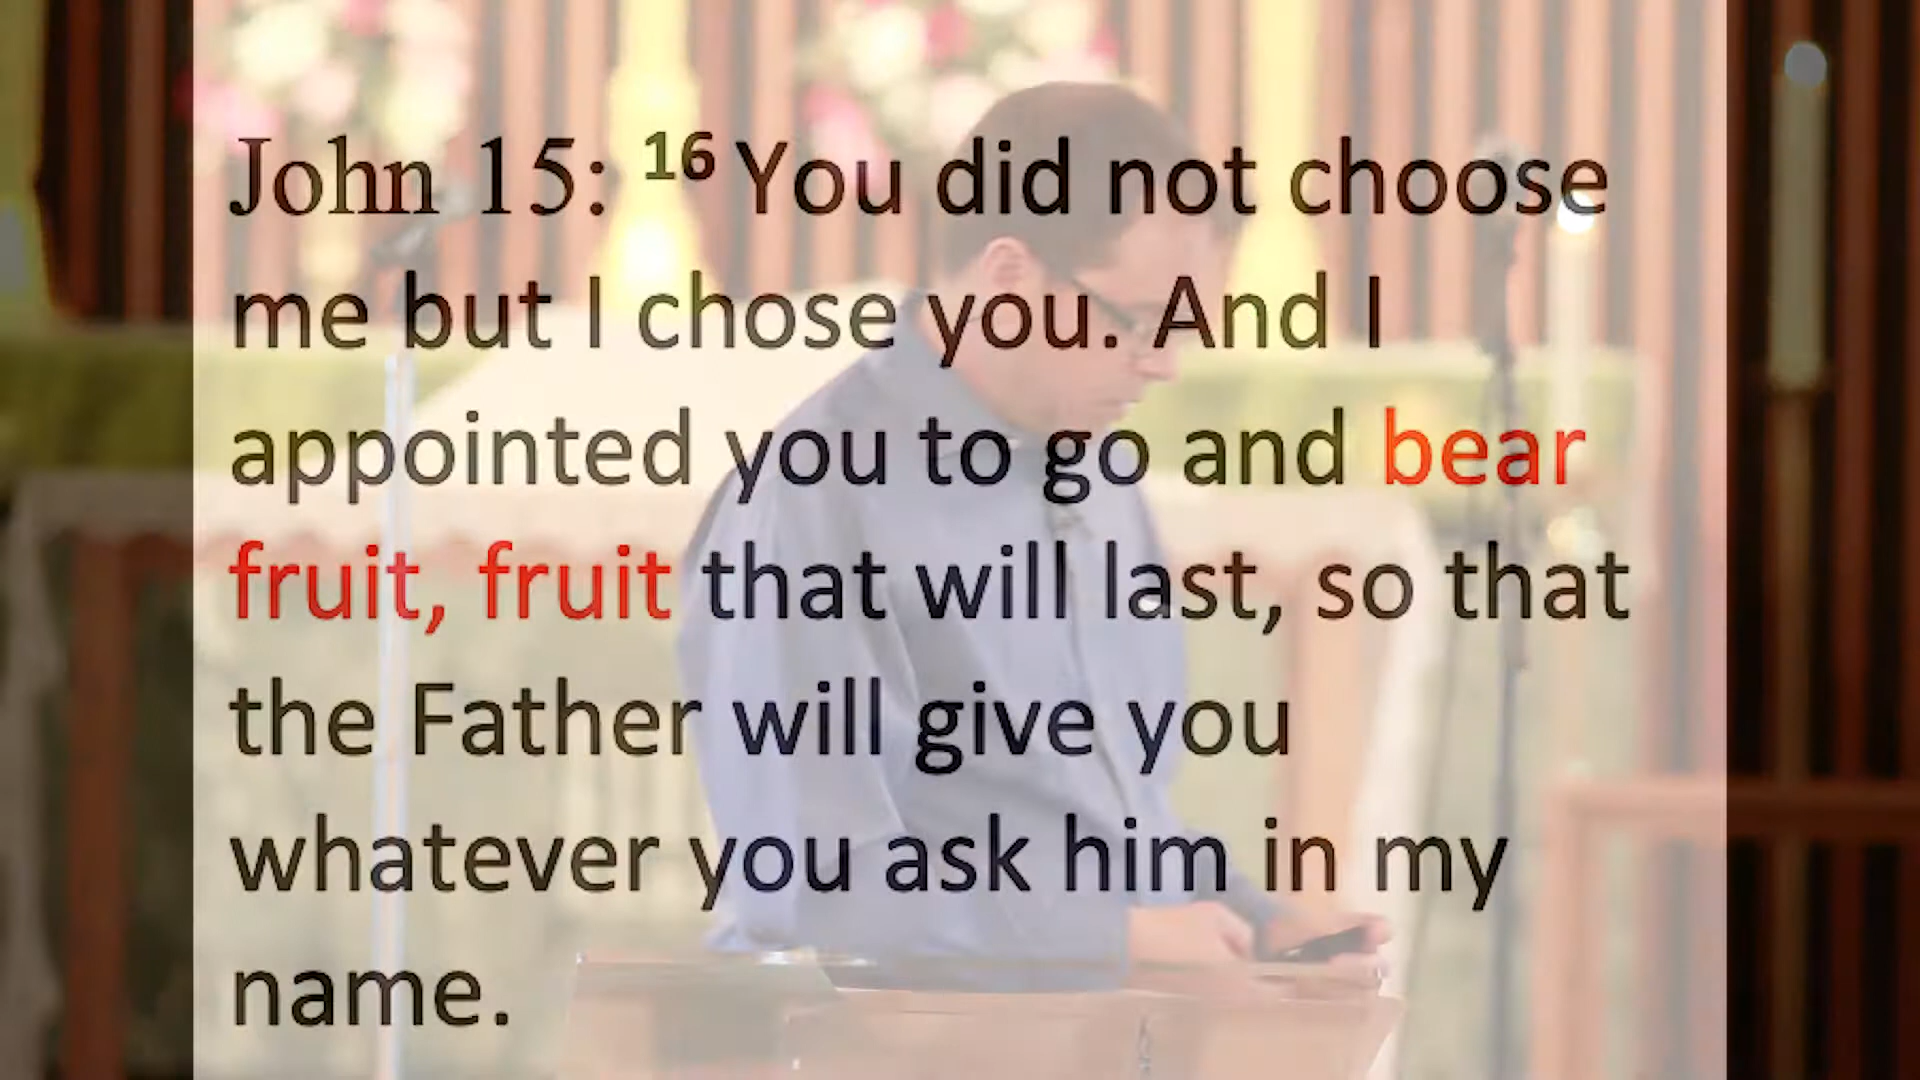 John 15: 16 You did not choose
me but I chose you. And I
appointed you to go and bear
fruit, fruit that will last, so that
the Father will give you
whatever you ask him in my
name.